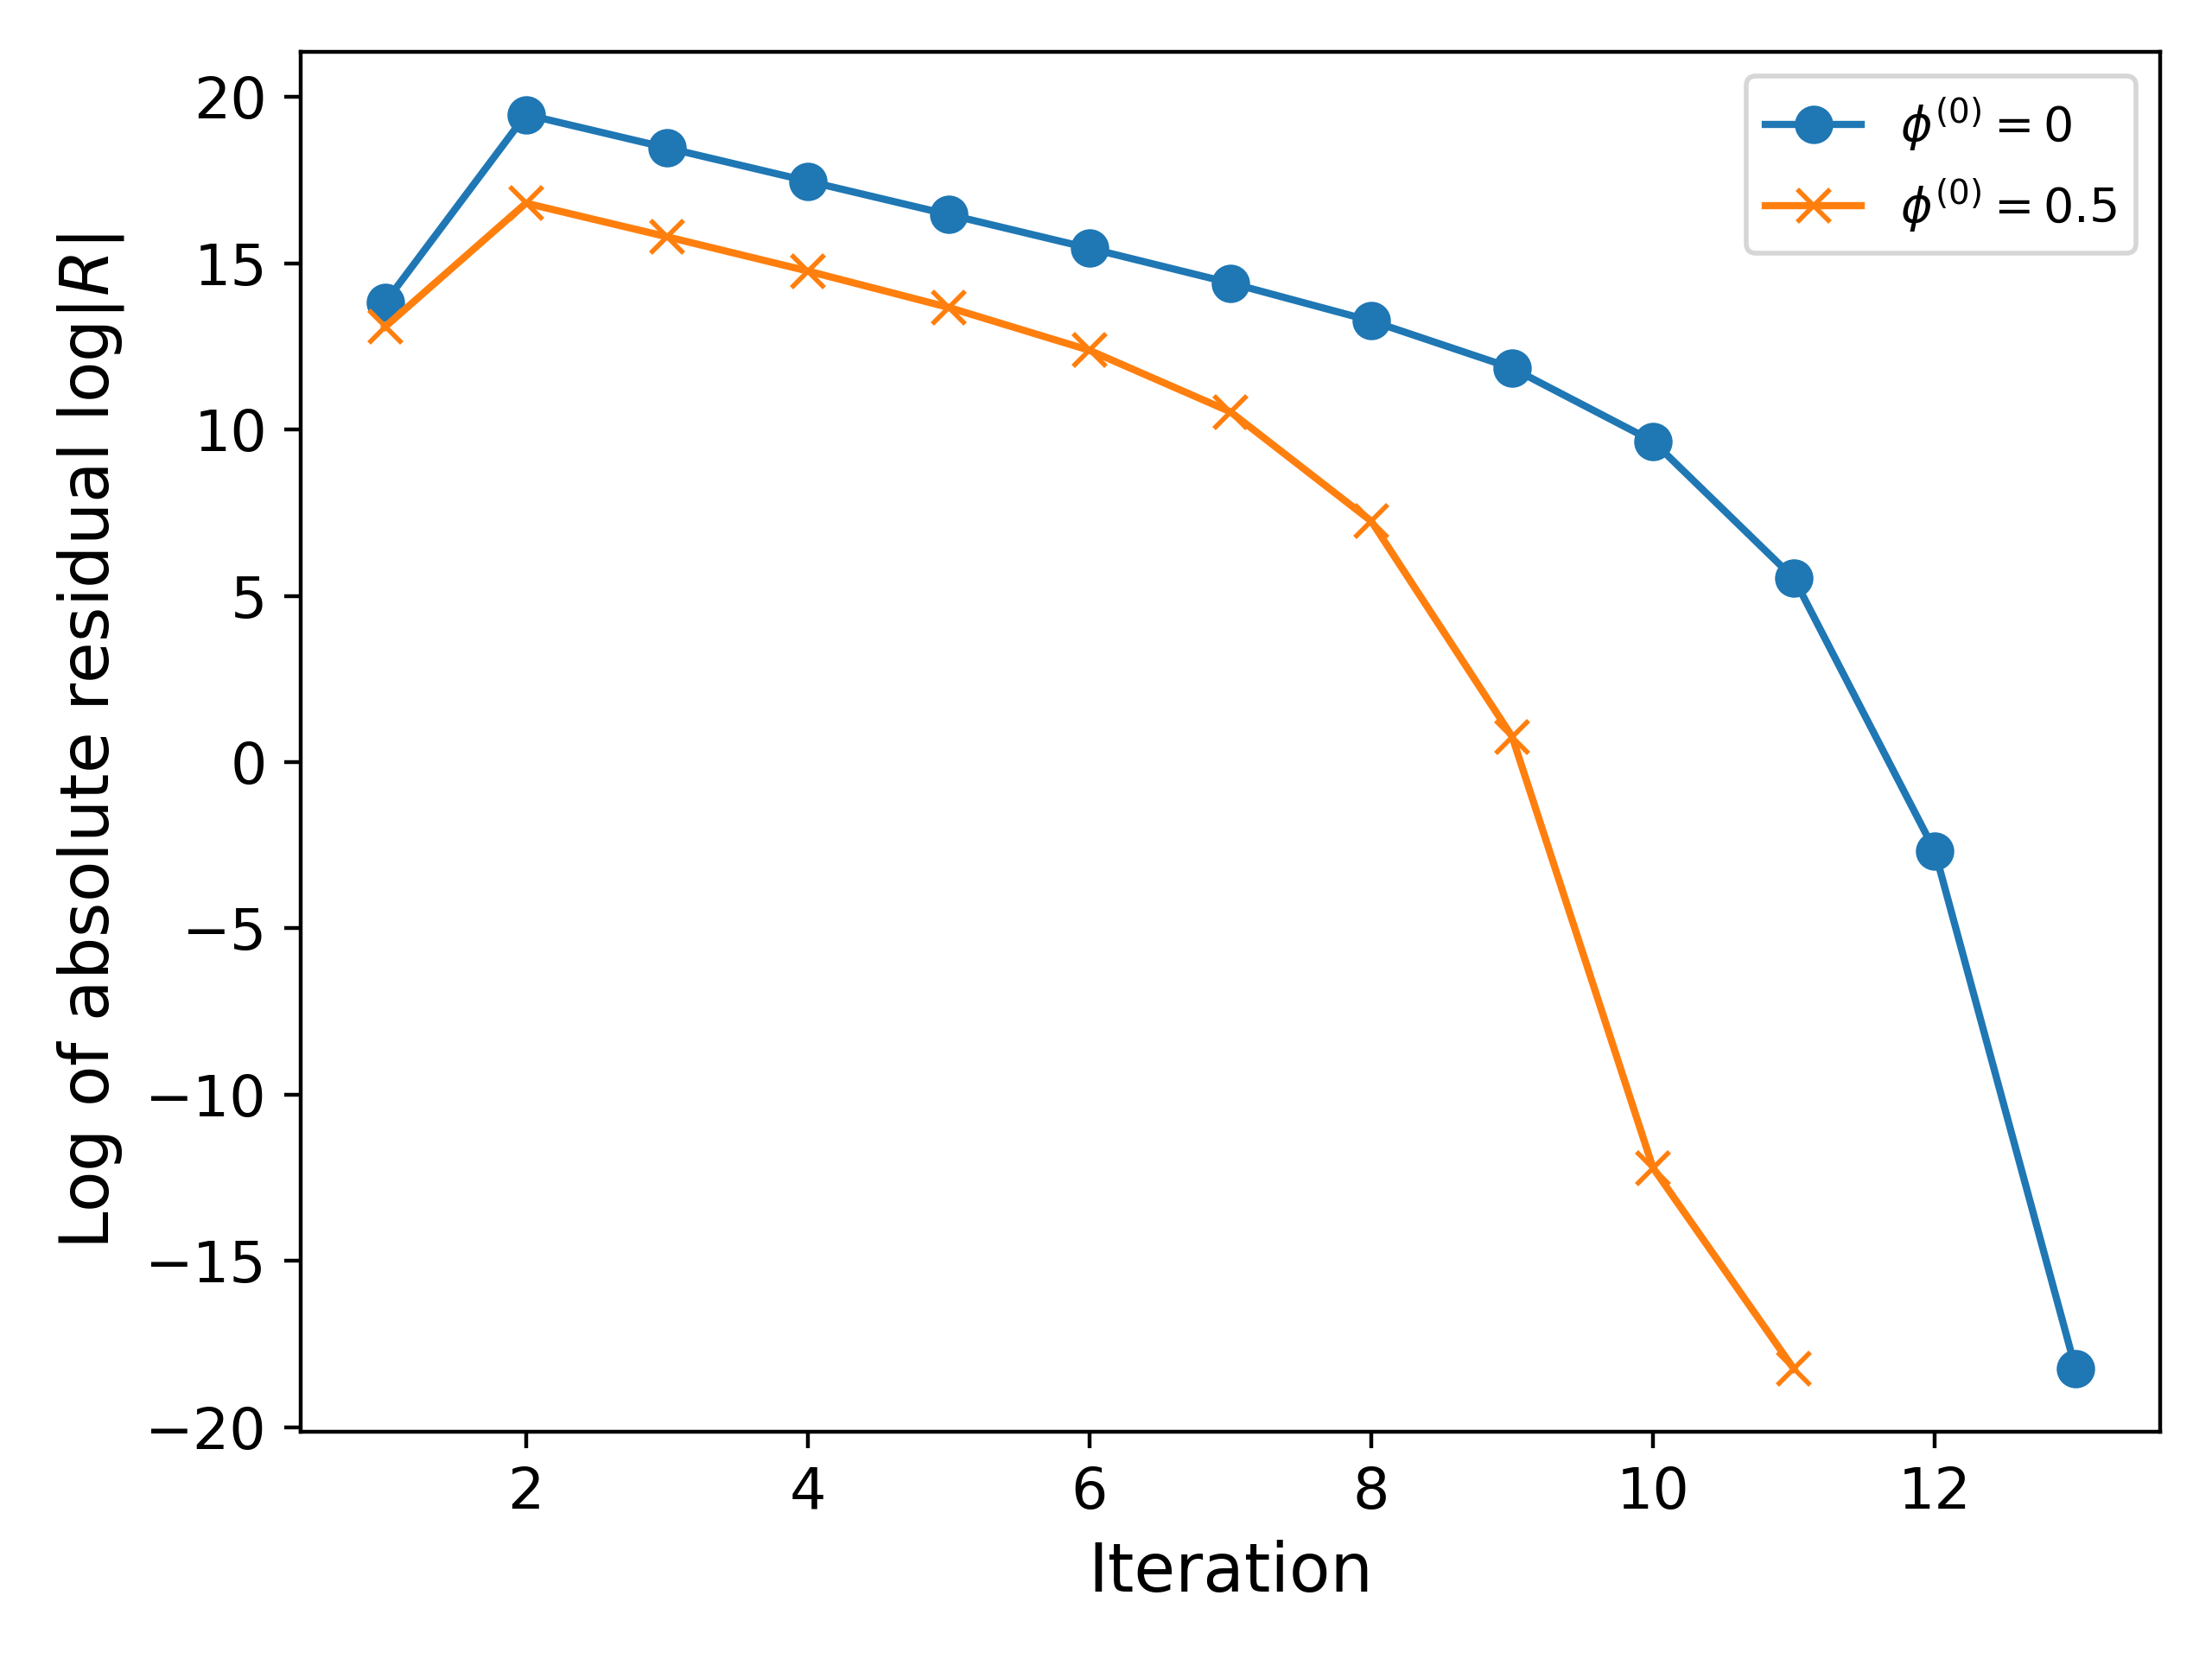 Log of absolute residual log|R|
20
15
10
5
0
−5
−10
−15
−20
2 4 6 8 10 12
Iteration
ϕ⁽⁰⁾ = 0
ϕ⁽⁰⁾ = 0.5